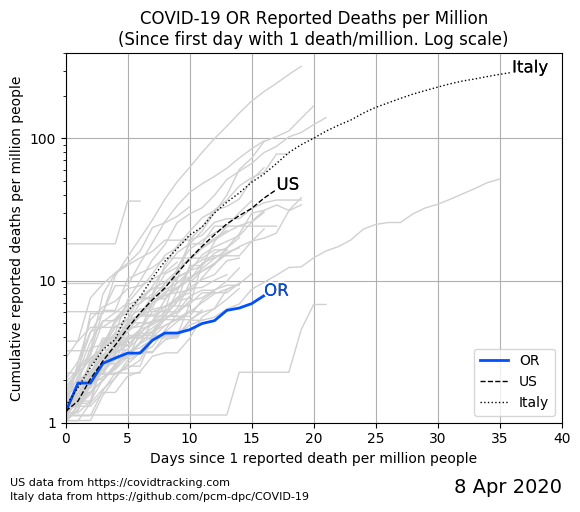 COVID-19 OR Reported Deaths per Million
(Since first day with 1 death/million. Log scale)
Cumulative reported deaths per million people
100
10
1
Italy
US
OR
OR
US
Italy
0 5 10 15 20 25 30 35 40
Days since 1 reported death per million people
US data from https://covidtracking.com
Italy data from https://github.com/pcm-dpc/COVID-19
8 Apr 2020